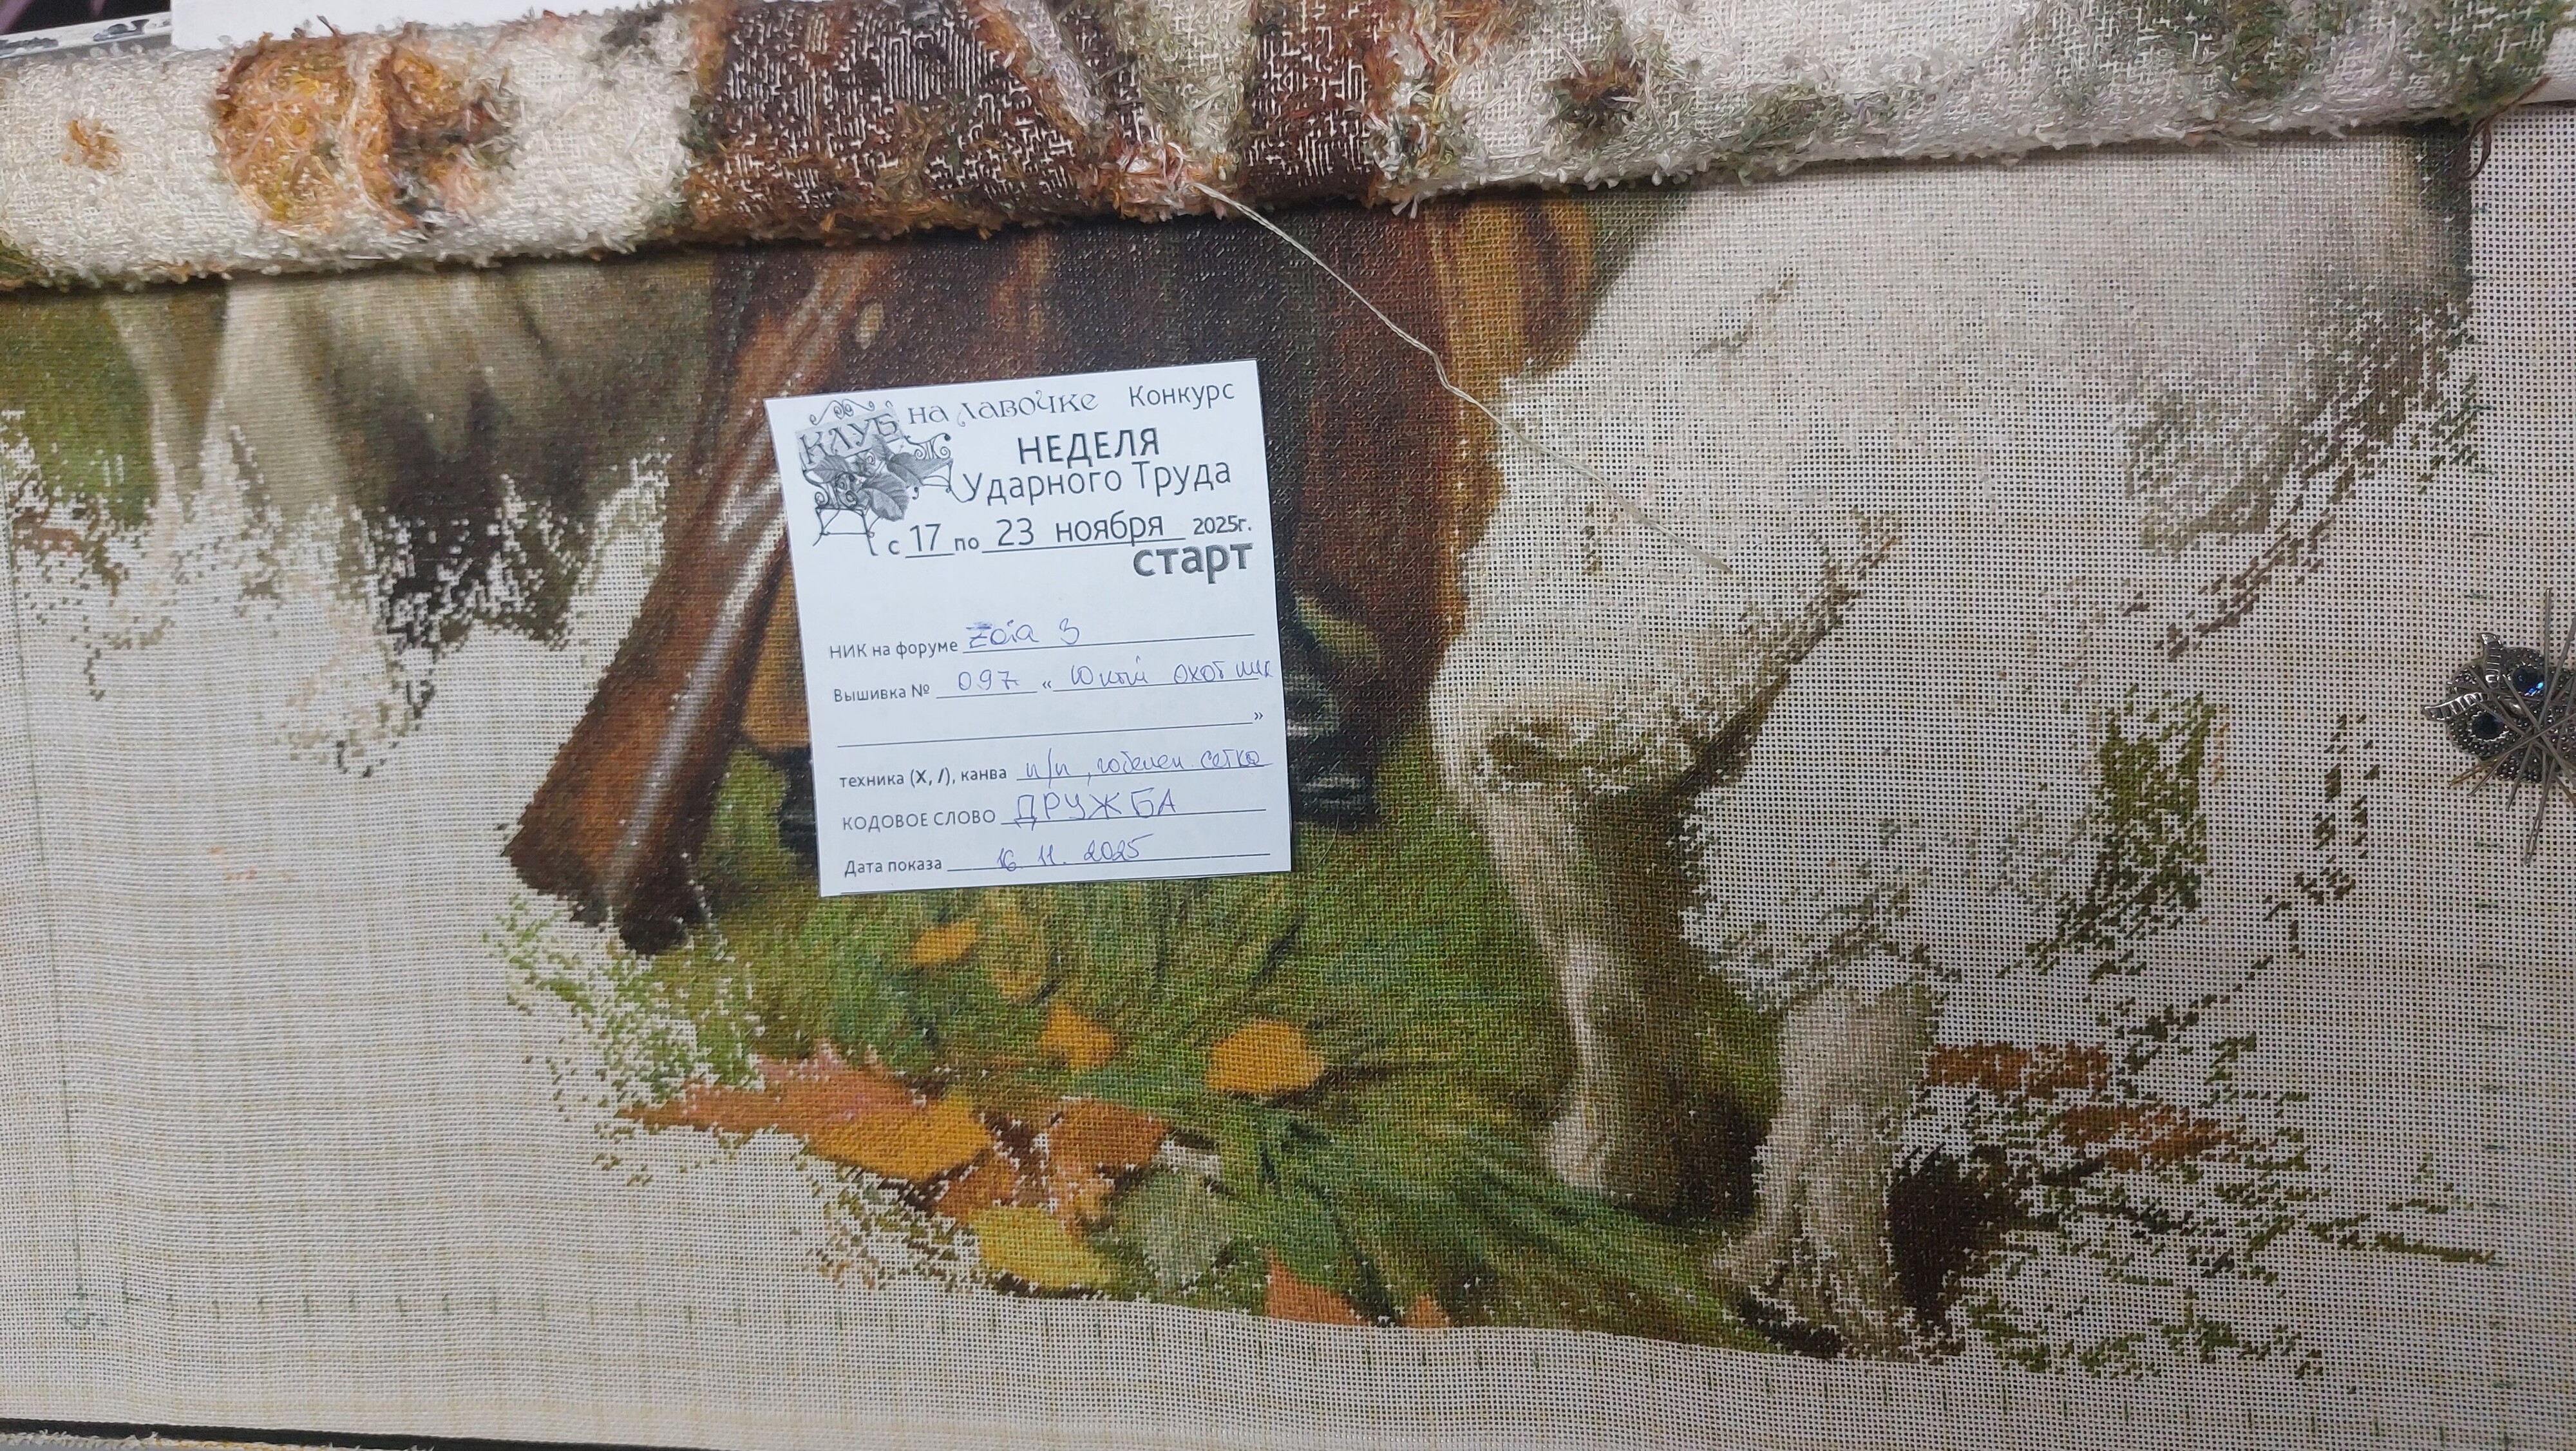 КЛУБ на лавочке Конкурс
НЕДЕЛЯ
Ударного Труда
с 17 по 23 ноября 2025г.
старт
НИК на форуме Zoia 3
Вышивка № 097 « Юный охотник
»
техника (X, /), канва п/п, гобелен. сетка
КОДОВОЕ СЛОВО ДРУЖБА
Дата показа 16 11. 2025